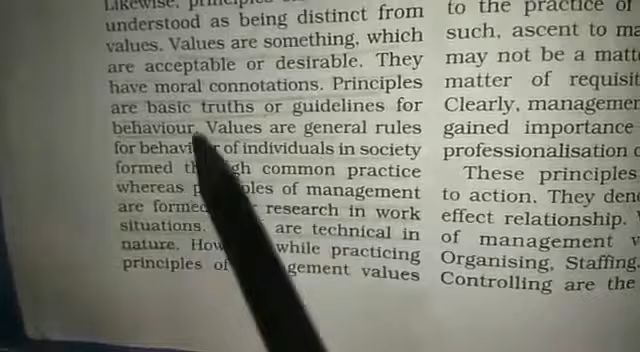 Likewise,
understood as being distinct from
values. Values are something, which
are acceptable or desirable. They
have moral connotations. Principles
are basic truths or guidelines for
behaviour. Values are general rules
for of individuals in society
formed common practice
whereas of management
are formed research in work
situations. are technical in
nature. while practicing
principles of values
to the practice of
such, ascent to
may not be a
matter of
Clearly,
gained importance
professionalisation
These principles
to action. They
effect relationship.
of management
Organising, Staffing,
Controlling are the